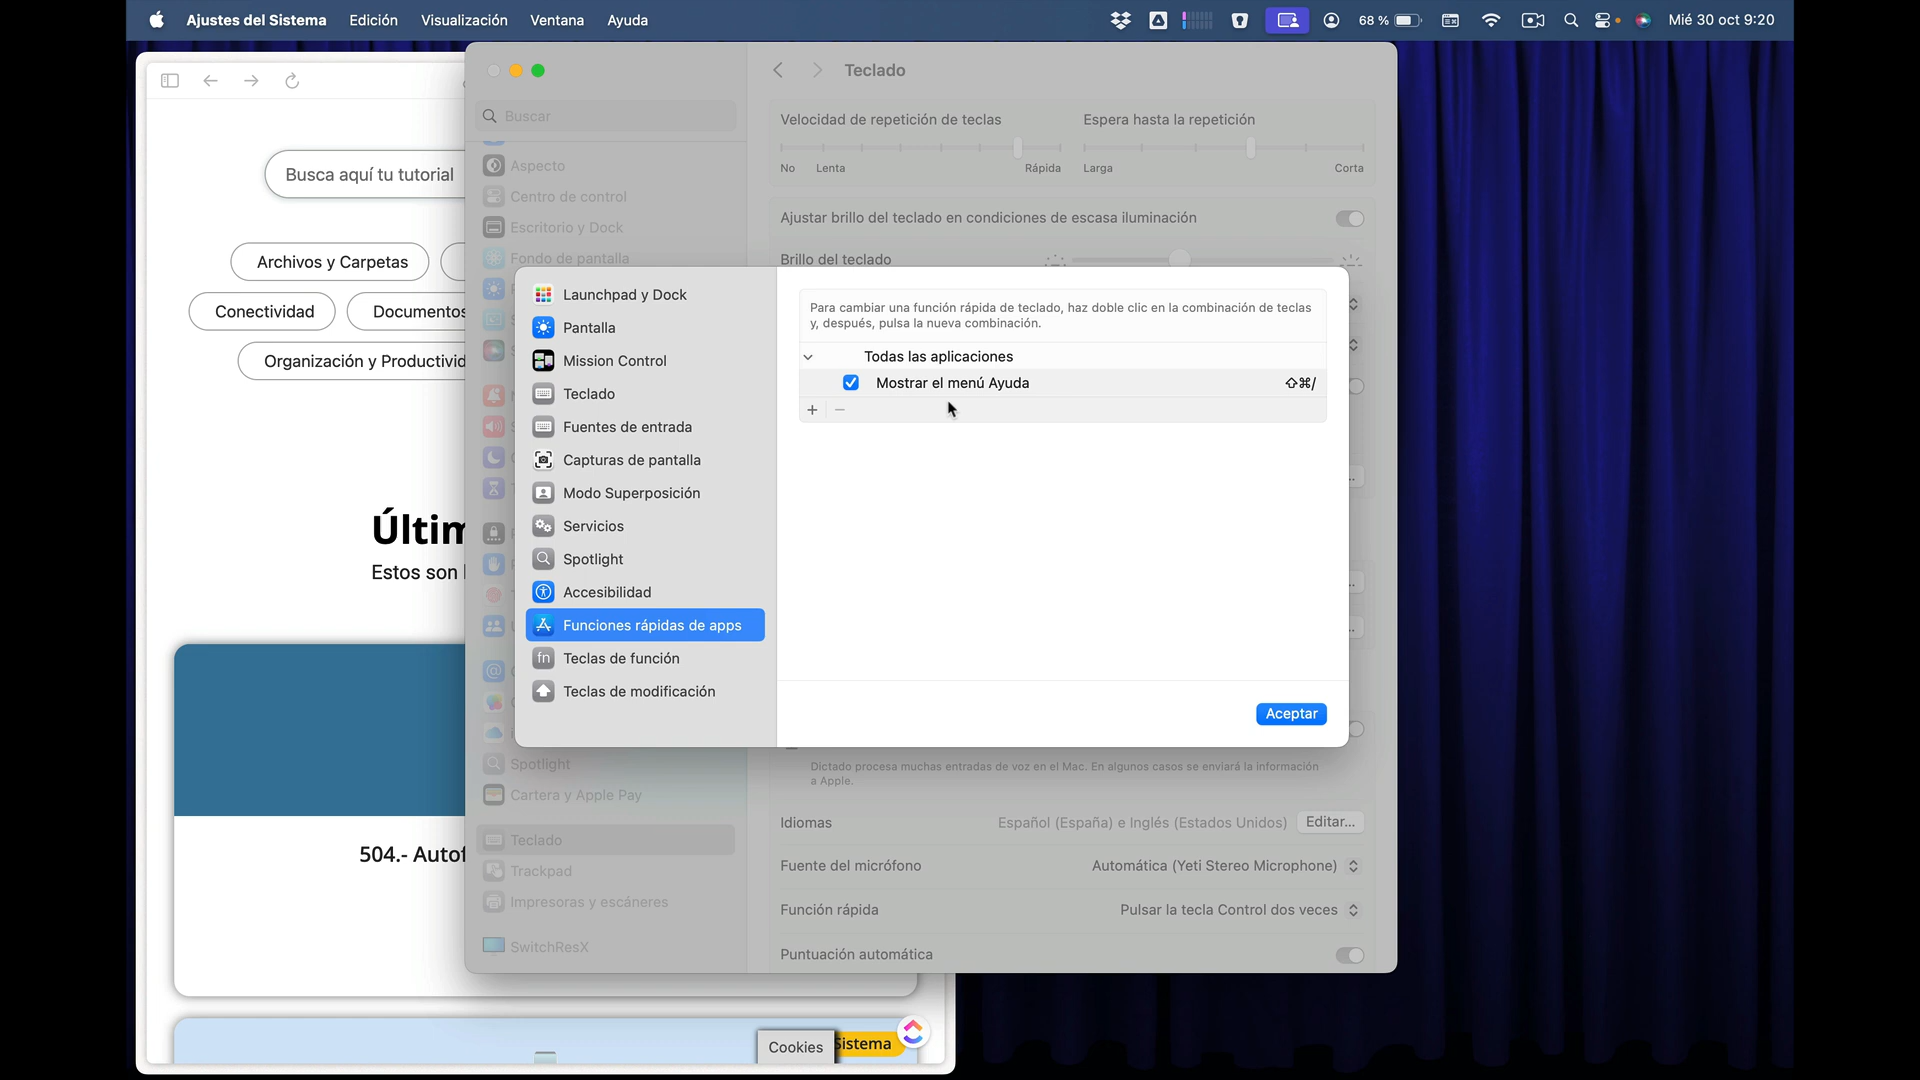 Ajustes del Sistema Edición Visualización Ventana Ayuda 68 % Mié 30 oct 9:20
Busca aquí tu tutorial
Archivos y Carpetas
Conectividad Documentos
Organización y Productivid
Últim
Estos son
504.- Autof
Cookies
Sistema
Buscar
Aspecto
Centro de control
Escritorio y Dock
Fondo de pantalla
Spotlight
Cartera y Apple Pay
Teclado
Trackpad
Impresoras y escáneres
SwitchResX
Teclado
Velocidad de repetición de teclas Espera hasta la repetición
No Lenta Rápida Larga Corta
Ajustar brillo del teclado en condiciones de escasa iluminación
Brillo del teclado
Launchpad y Dock
Pantalla
Mission Control
Teclado
Fuentes de entrada
Capturas de pantalla
Modo Superposición
Servicios
Spotlight
Accesibilidad
Funciones rápidas de apps
fn Teclas de función
Teclas de modificación
Para cambiar una función rápida de teclado, haz doble clic en la combinación de teclas
y, después, pulsa la nueva combinación.
Todas las aplicaciones
Mostrar el menú Ayuda ⇧⌘/
+ −
Aceptar
Dictado procesa muchas entradas de voz en el Mac. En algunos casos se enviará la información
a Apple.
Idiomas Español (España) e Inglés (Estados Unidos) Editar...
Fuente del micrófono Automática (Yeti Stereo Microphone)
Función rápida Pulsar la tecla Control dos veces
Puntuación automática